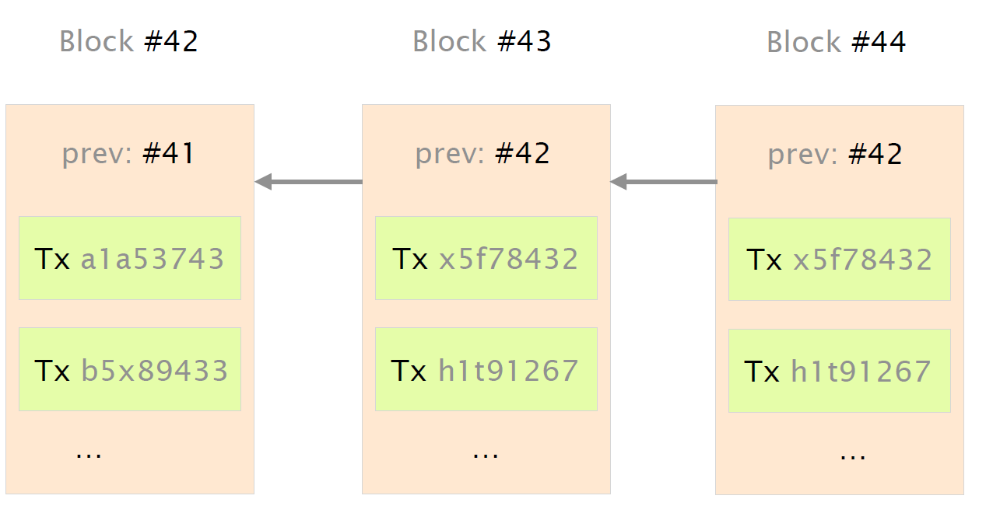 Block #42
Block #43
Block #44
prev: #41
prev: #42
prev: #42
Tx a1a53743
Tx x5f78432
Tx x5f78432
Tx b5x89433
Tx h1t91267
Tx h1t91267
...
...
...